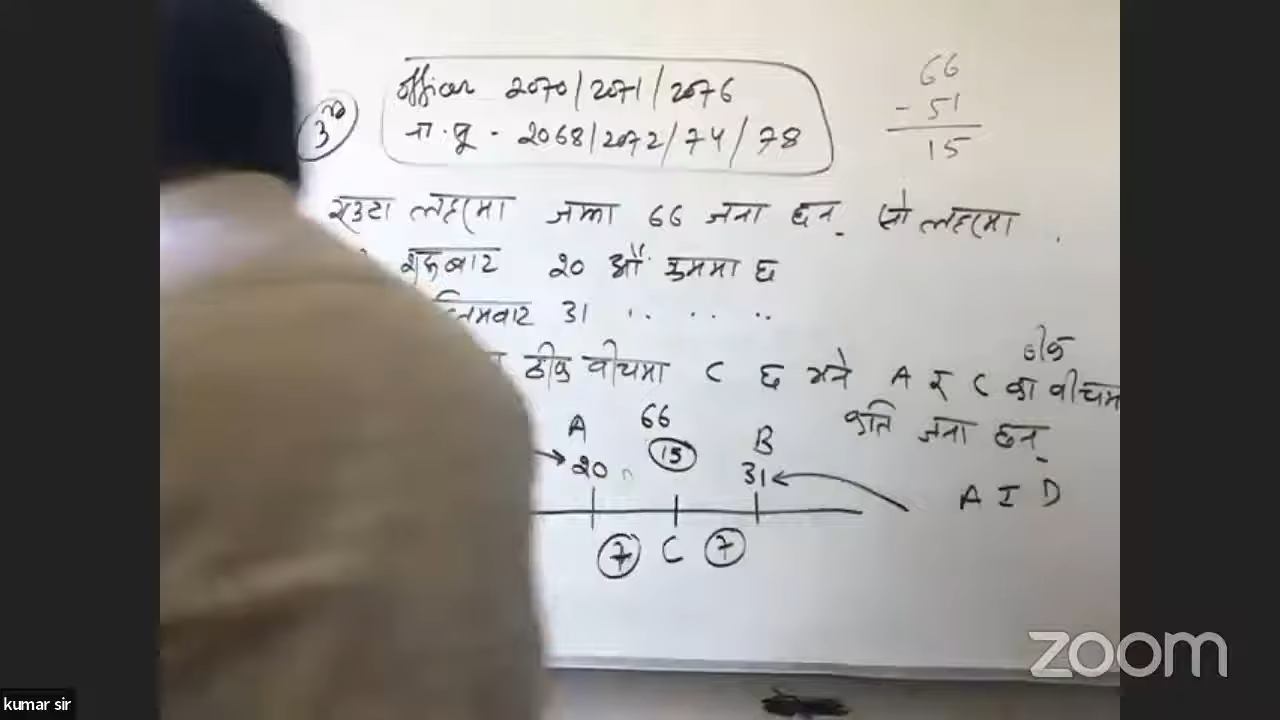 Officer 2070/2071/2076
ना.सु - 2068/2072/74/78
3rd
66
- 51
15
एउटा लहरमा जम्मा 66 जना छन् सो लहरमा
शुरुबाट 20 औं क्रममा छ
31 .. .. ..
ठीक बीचमा C छ भने A र C को ठीक बीचमा
कति जना छन्
A 66 B
20 15 31
7 C 7
A I D
zoom
kumar sir